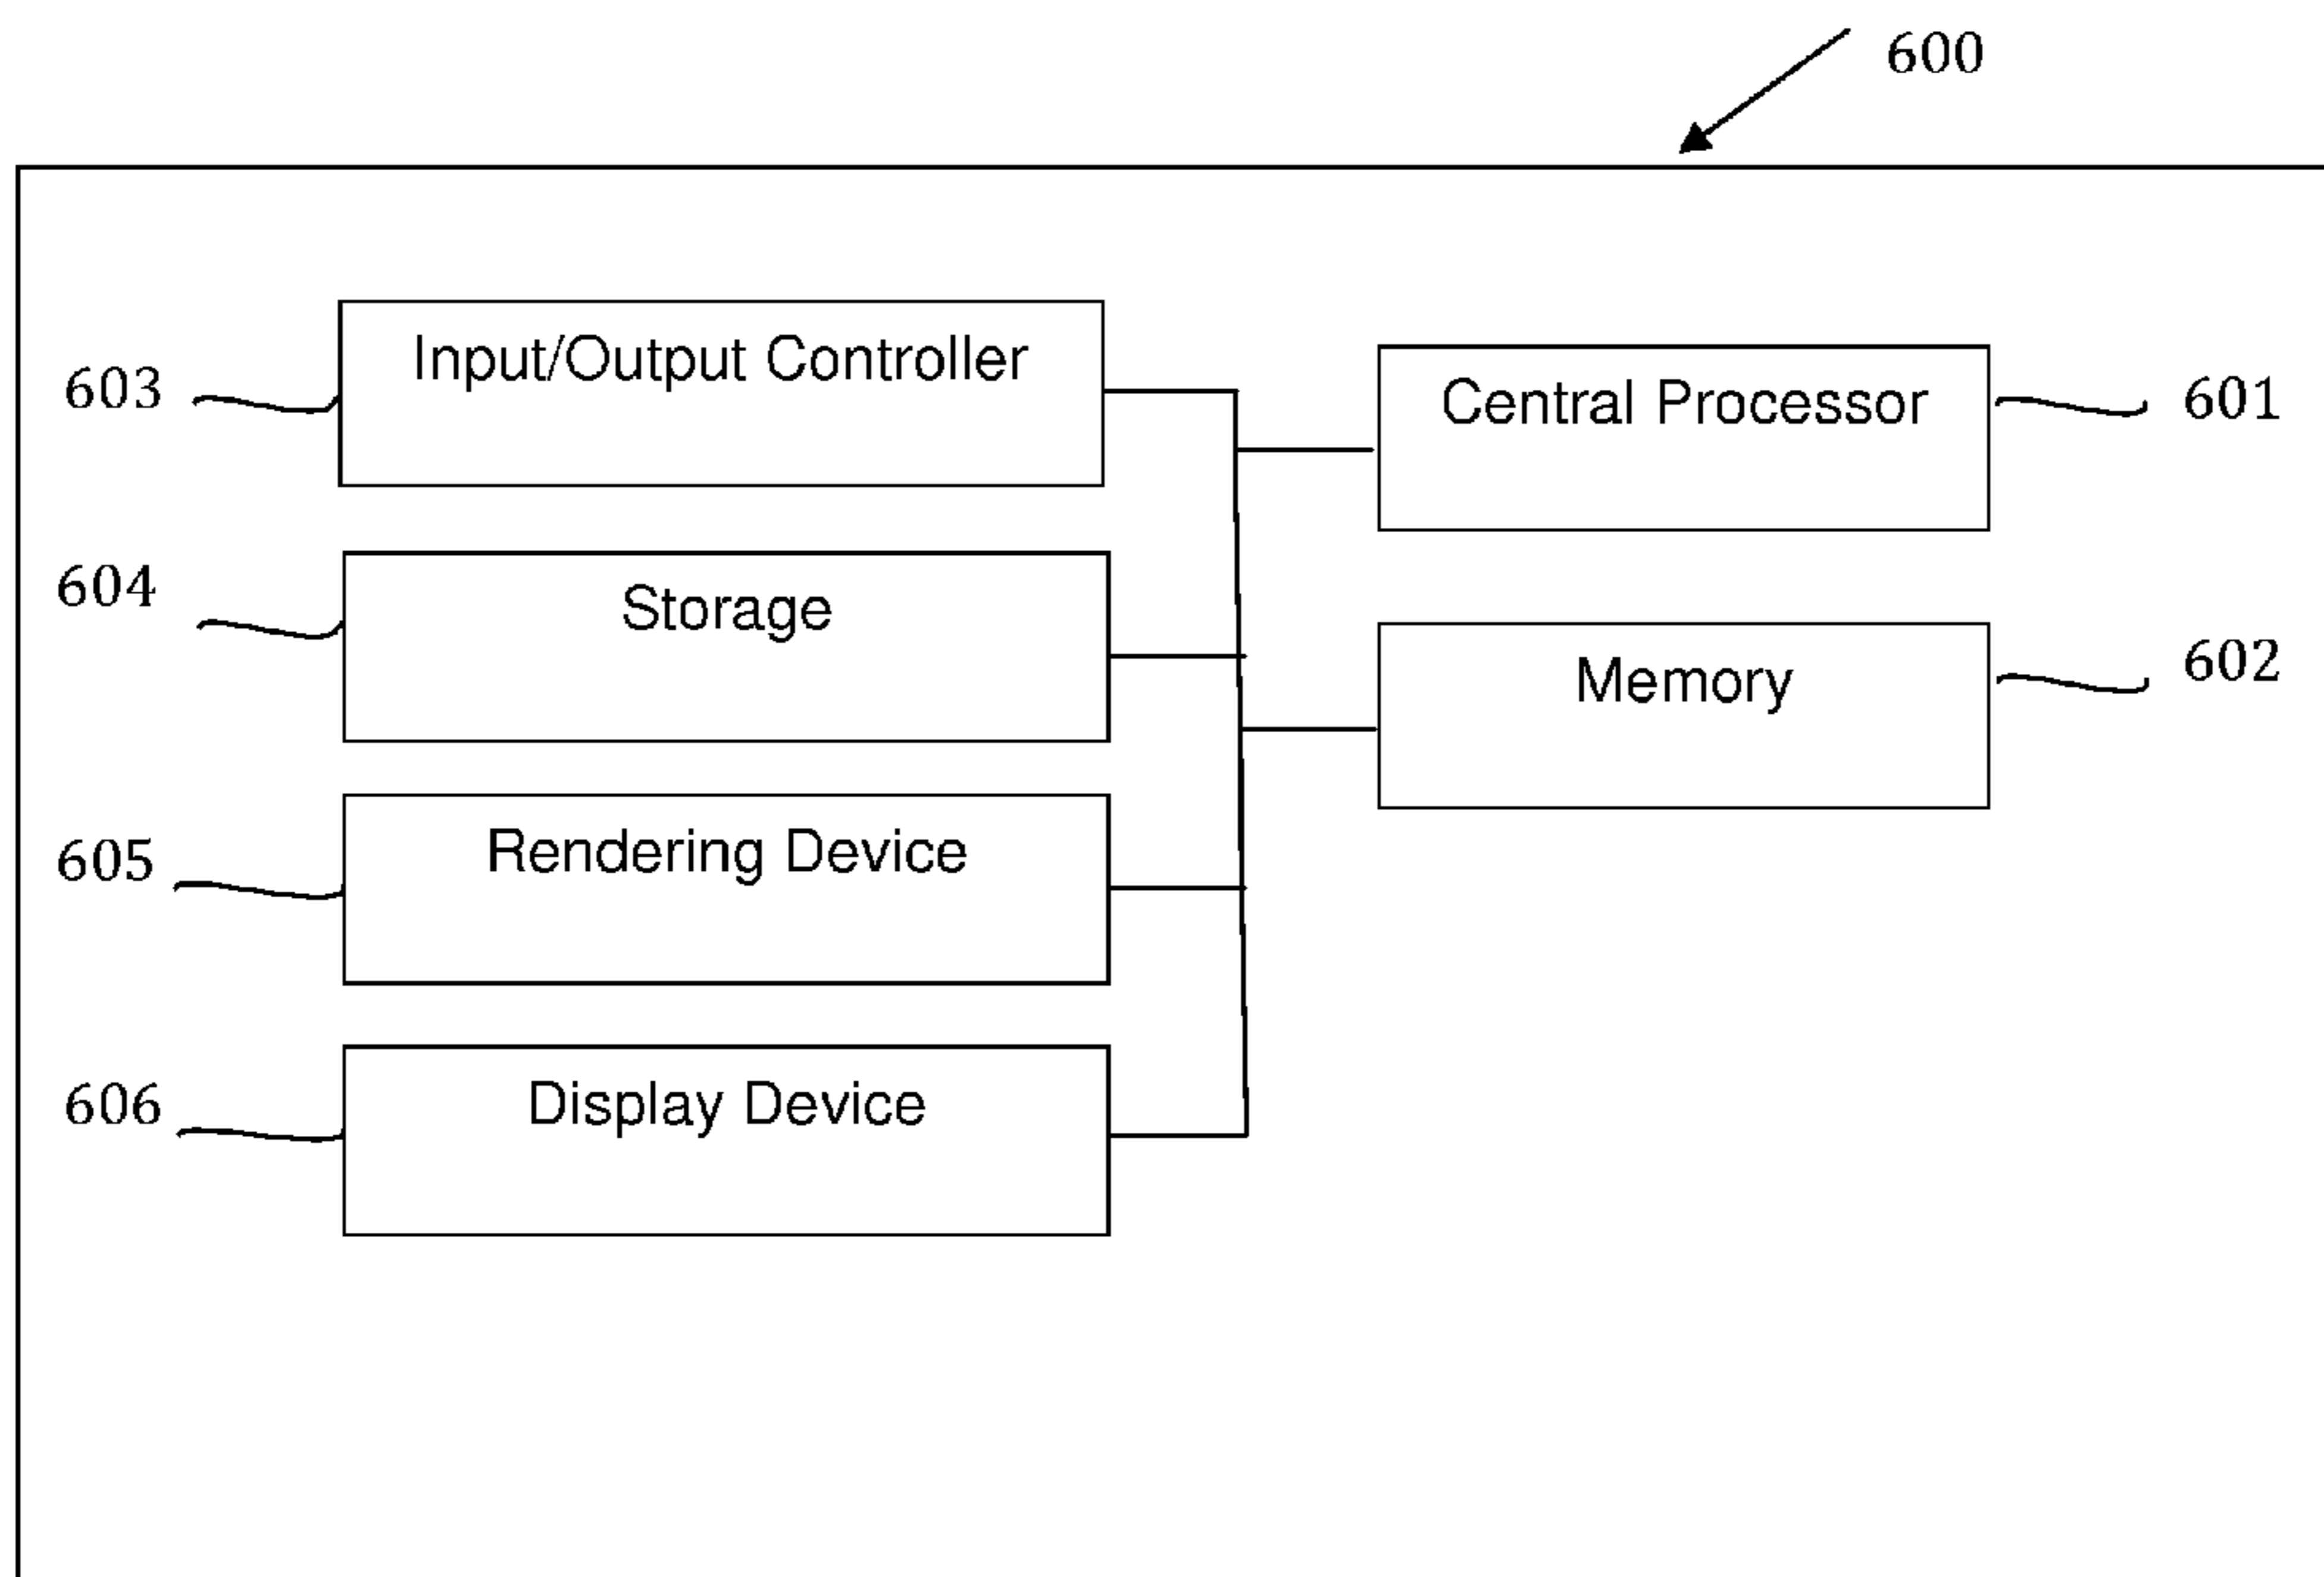 600
603
Input/Output Controller
Central Processor
601
604
Storage
Memory
602
605
Rendering Device
606
Display Device